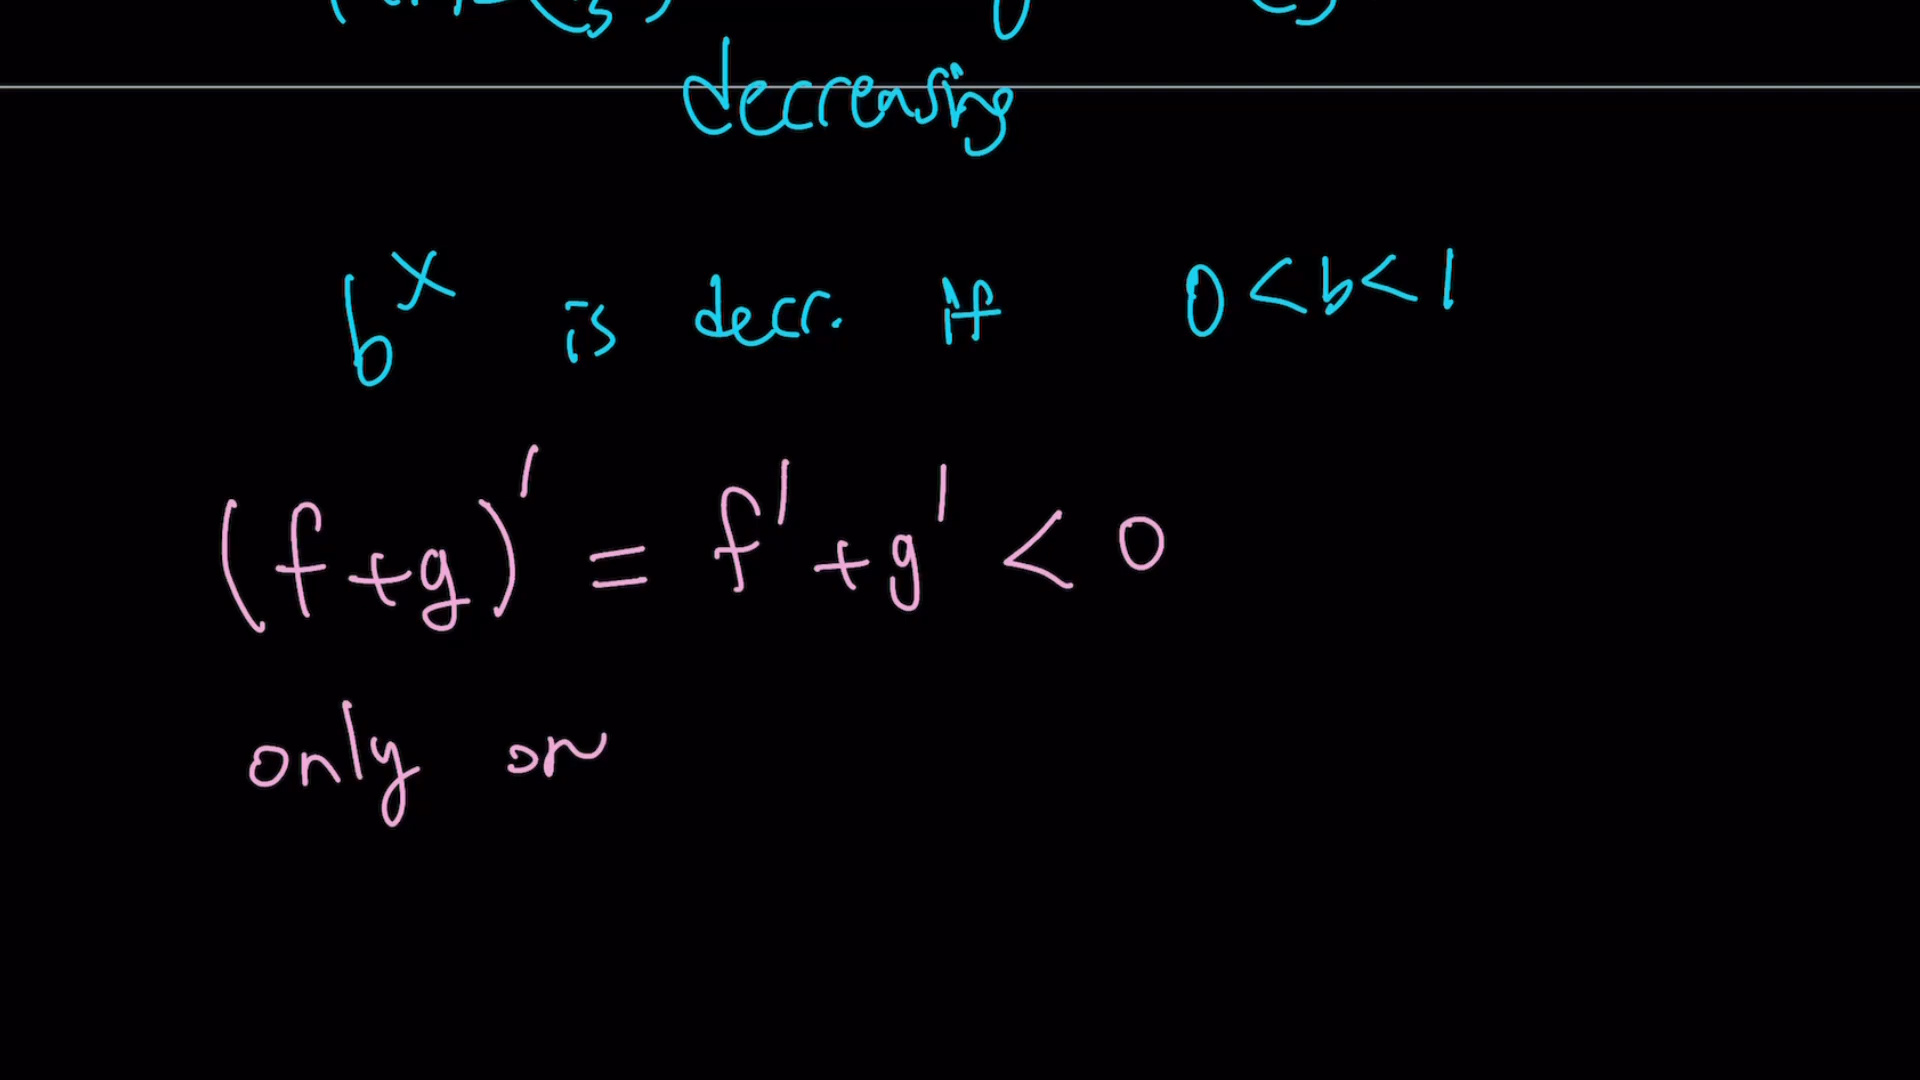 decreasing
b^x is decr. if 0<b<1
(f+g)' = f'+g' < 0
only on